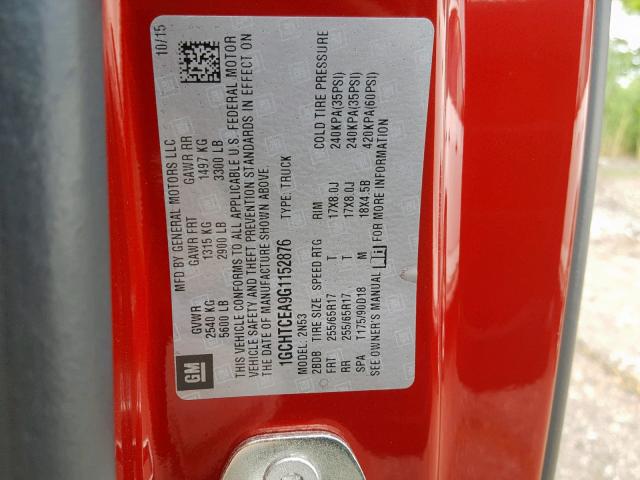 GM
MFD BY GENERAL MOTORS LLC 10/15
GVWR GAWR FRT GAWR RR
2540 KG 1315 KG 1497 KG
5600 LB 2900 LB 3300 LB
THIS VEHICLE CONFORMS TO ALL APPLICABLE U.S. FEDERAL MOTOR
VEHICLE SAFETY AND THEFT PREVENTION STANDARDS IN EFFECT ON
THE DATE OF MANUFACTURE SHOWN ABOVE.
1GCHTCEA9G1152876 TYPE: TRUCK
MODEL: 2N53
2BDB TIRE SIZE SPEED RTG RIM COLD TIRE PRESSURE
FRT 255/65R17 T 17X8.0J 240KPA(35PSI)
RR 255/65R17 T 17X8.0J 240KPA(35PSI)
SPA T175/90D18 M 18X4.5B 420KPA(60PSI)
SEE OWNER'S MANUAL i FOR MORE INFORMATION